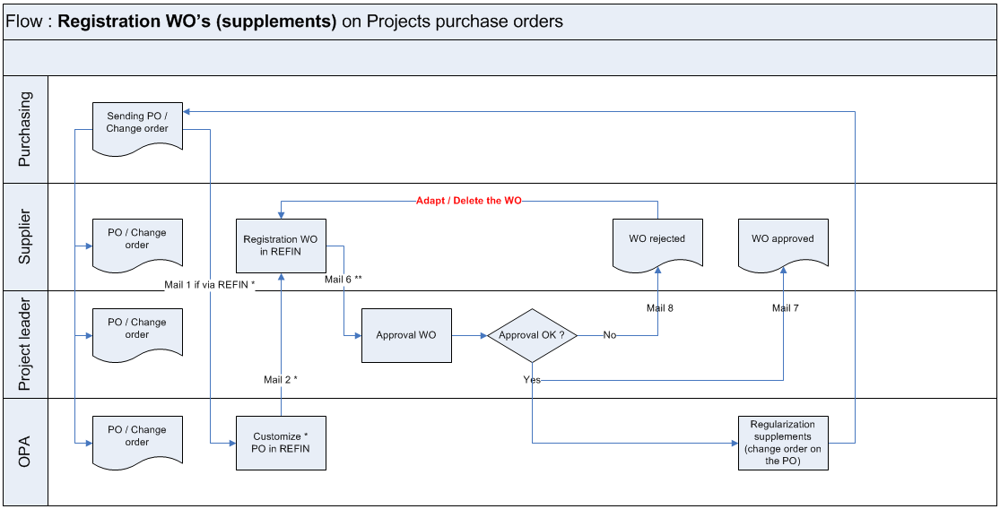 Flow : Registration WO's (supplements) on Projects purchase orders
Purchasing
Sending PO /
Change order
Supplier
Adapt / Delete the WO
PO / Change
order
Registration WO
in REFIN
WO rejected
WO approved
Mail 1 if via REFIN *
Mail 6 **
Project leader
PO / Change
order
Approval WO
Approval OK ?
No
Mail 8
Mail 7
Mail 2 *
Yes
OPA
PO / Change
order
Customize *
PO in REFIN
Regularization
supplements
(change order on
the PO)